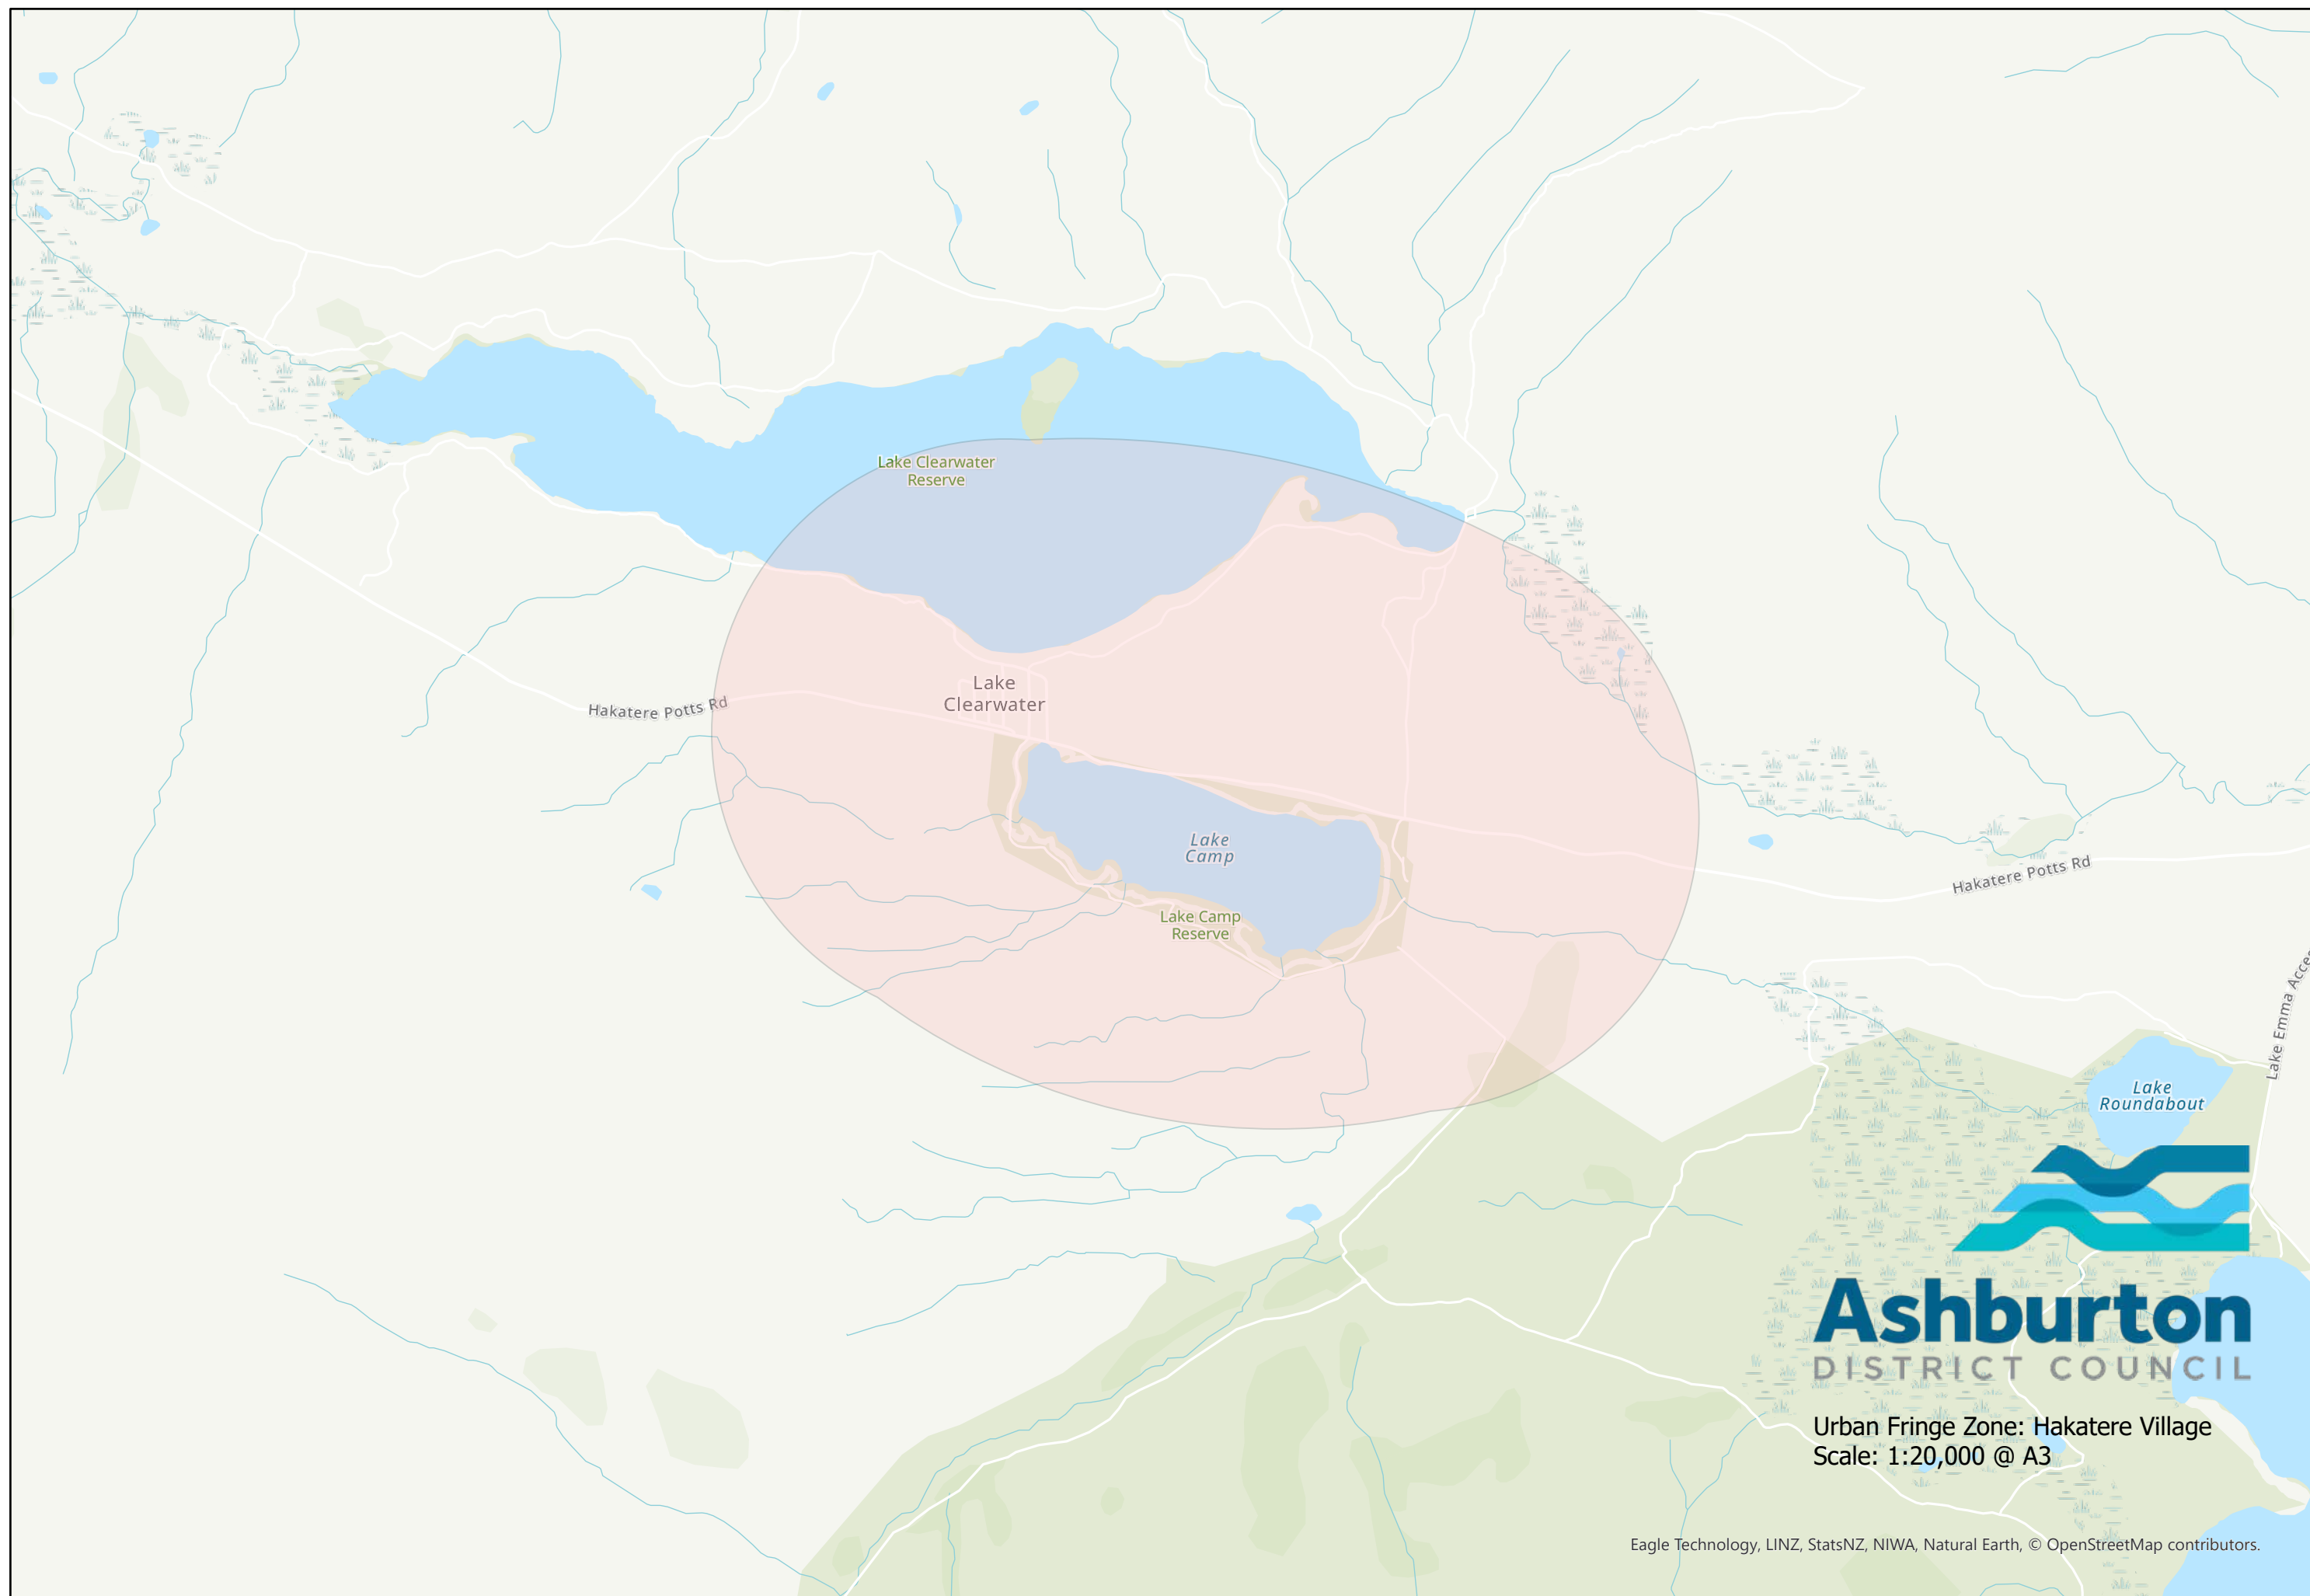 Lake Clearwater
Reserve
Lake
Clearwater
Hakatere Potts Rd
Lake
Camp
Hakatere Potts Rd
Lake Camp
Reserve
Lake Emma Acces
Lake
Roundabout
Ashburton
DISTRICT COUNCIL
Urban Fringe Zone: Hakatere Village
Scale: 1:20,000 @ A3
Eagle Technology, LINZ, StatsNZ, NIWA, Natural Earth, © OpenStreetMap contributors.